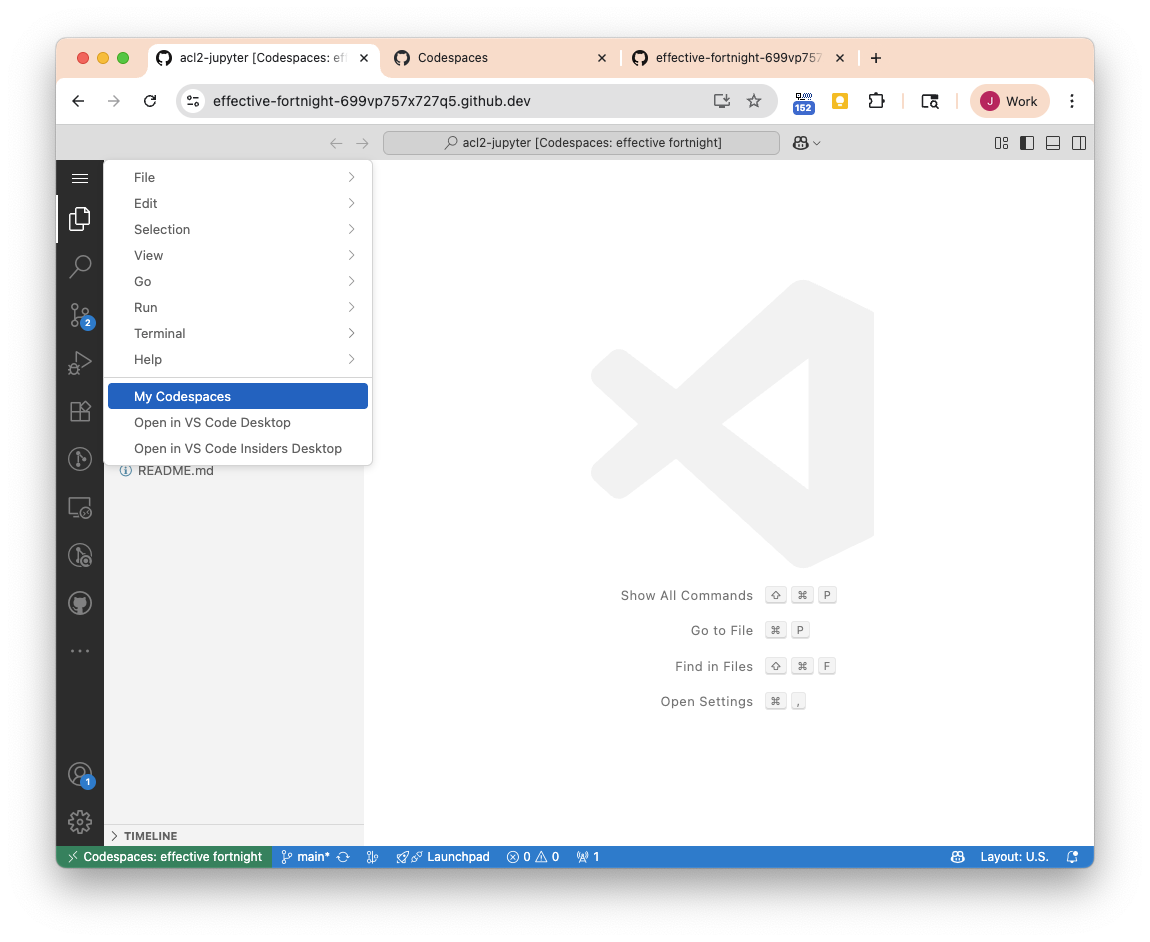 acl2-jupyter [Codespaces: ef
Codespaces
effective-fortnight-699vp757
effective-fortnight-699vp757x727q5.github.dev
152
J Work
acl2-jupyter [Codespaces: effective fortnight]
File
Edit
Selection
View
Go
Run
Terminal
Help
My Codespaces
Open in VS Code Desktop
Open in VS Code Insiders Desktop
README.md
2
Show All Commands ⇧ ⌘ P
Go to File ⌘ P
Find in Files ⇧ ⌘ F
Open Settings ⌘ ,
1
TIMELINE
Codespaces: effective fortnight main* Launchpad 0 0 1 Layout: U.S.